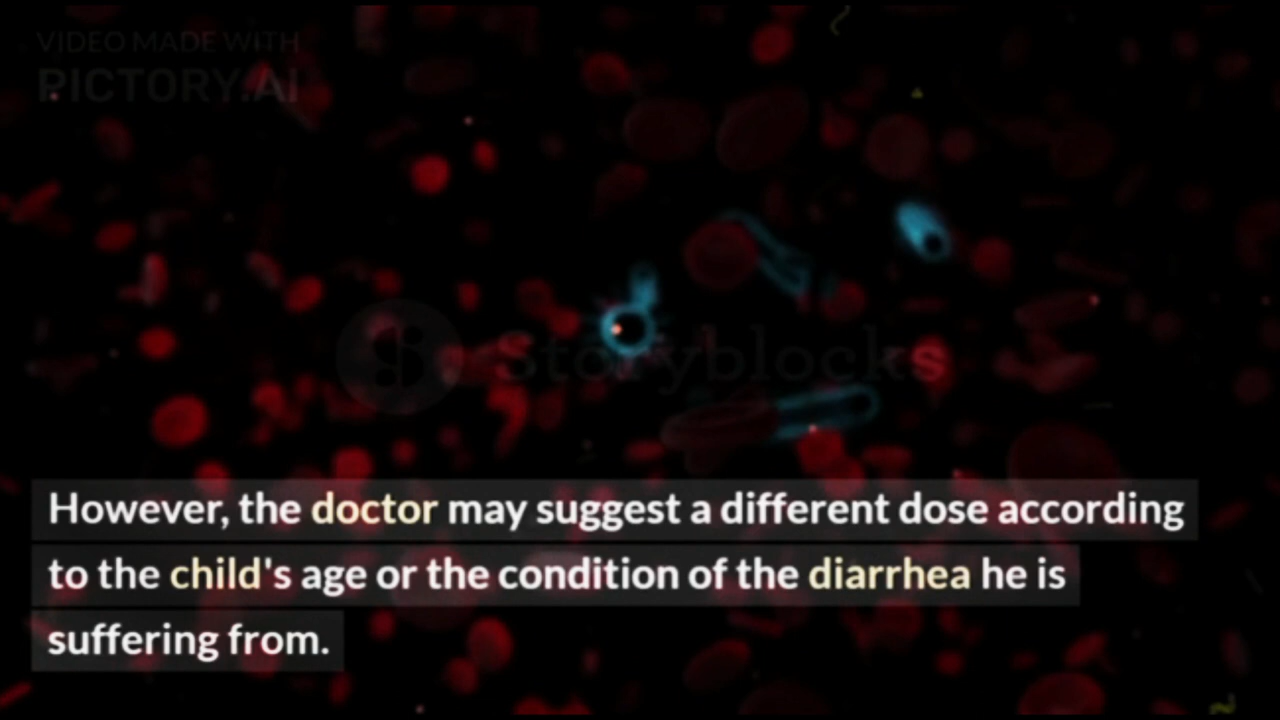 VIDEO MADE WITH
PICTORY.AI
Storyblocks
However, the doctor may suggest a different dose according
to the child's age or the condition of the diarrhea he is
suffering from.